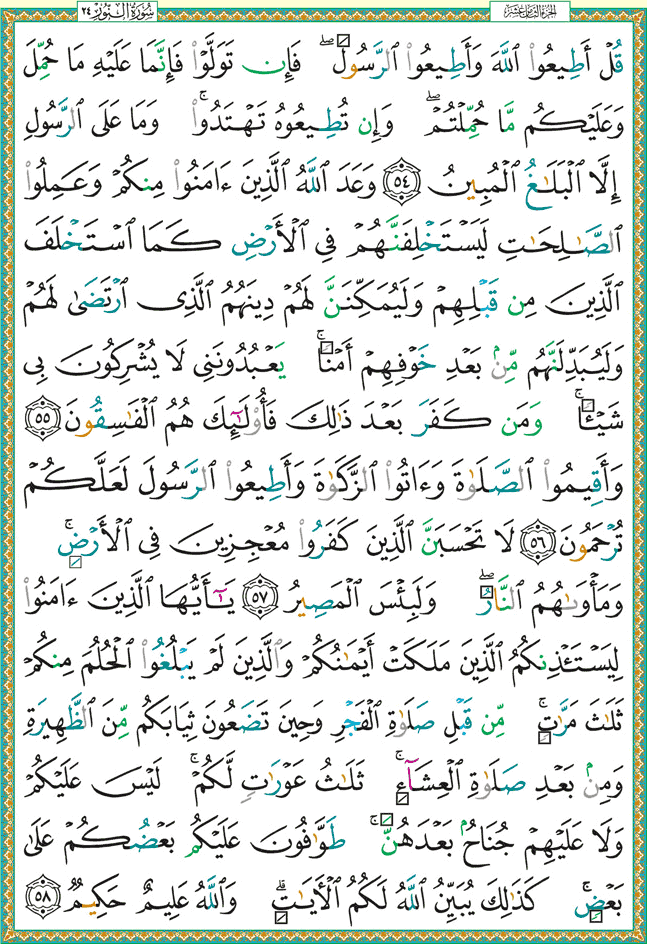 سُورَةُ النُّورِ ٢٤
الجزء الثامن عشر
قُلْ أَطِيعُوا۟ ٱللَّهَ وَأَطِيعُوا۟ ٱلرَّسُولَ ۖ فَإِن تَوَلَّوْا۟ فَإِنَّمَا عَلَيْهِ مَا حُمِّلَ
وَعَلَيْكُم مَّا حُمِّلْتُمْ ۖ وَإِن تُطِيعُوهُ تَهْتَدُوا۟ ۚ وَمَا عَلَى ٱلرَّسُولِ
إِلَّا ٱلْبَلَٰغُ ٱلْمُبِينُ ٥٤ وَعَدَ ٱللَّهُ ٱلَّذِينَ ءَامَنُوا۟ مِنكُمْ وَعَمِلُوا۟
ٱلصَّٰلِحَٰتِ لَيَسْتَخْلِفَنَّهُمْ فِى ٱلْأَرْضِ كَمَا ٱسْتَخْلَفَ
ٱلَّذِينَ مِن قَبْلِهِمْ وَلَيُمَكِّنَنَّ لَهُمْ دِينَهُمُ ٱلَّذِى ٱرْتَضَىٰ لَهُمْ
وَلَيُبَدِّلَنَّهُم مِّنۢ بَعْدِ خَوْفِهِمْ أَمْنًا ۚ يَعْبُدُونَنِى لَا يُشْرِكُونَ بِى
شَيْـًٔا ۚ وَمَن كَفَرَ بَعْدَ ذَٰلِكَ فَأُو۟لَٰٓئِكَ هُمُ ٱلْفَٰسِقُونَ ٥٥
وَأَقِيمُوا۟ ٱلصَّلَوٰةَ وَءَاتُوا۟ ٱلزَّكَوٰةَ وَأَطِيعُوا۟ ٱلرَّسُولَ لَعَلَّكُمْ
تُرْحَمُونَ ٥٦ لَا تَحْسَبَنَّ ٱلَّذِينَ كَفَرُوا۟ مُعْجِزِينَ فِى ٱلْأَرْضِ ۚ
وَمَأْوَىٰهُمُ ٱلنَّارُ ۖ وَلَبِئْسَ ٱلْمَصِيرُ ٥٧ يَٰٓأَيُّهَا ٱلَّذِينَ ءَامَنُوا۟
لِيَسْتَـْٔذِنكُمُ ٱلَّذِينَ مَلَكَتْ أَيْمَٰنُكُمْ وَٱلَّذِينَ لَمْ يَبْلُغُوا۟ ٱلْحُلُمَ مِنكُمْ
ثَلَٰثَ مَرَّٰتٍ ۚ مِّن قَبْلِ صَلَوٰةِ ٱلْفَجْرِ وَحِينَ تَضَعُونَ ثِيَابَكُم مِّنَ ٱلظَّهِيرَةِ
وَمِنۢ بَعْدِ صَلَوٰةِ ٱلْعِشَآءِ ۚ ثَلَٰثُ عَوْرَٰتٍ لَّكُمْ ۚ لَيْسَ عَلَيْكُمْ
وَلَا عَلَيْهِمْ جُنَاحٌۢ بَعْدَهُنَّ ۚ طَوَّٰفُونَ عَلَيْكُم بَعْضُكُمْ عَلَىٰ
بَعْضٍ ۚ كَذَٰلِكَ يُبَيِّنُ ٱللَّهُ لَكُمُ ٱلْءَايَٰتِ ۗ وَٱللَّهُ عَلِيمٌ حَكِيمٌ ٥٨